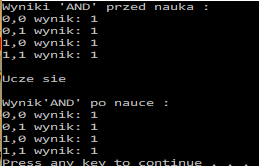 Wyniki 'AND' przed nauka :
0,0 wynik: 1
0,1 wynik: 1
1,0 wynik: 1
1,1 wynik: 1
Ucze sie
Wynik'AND' po nauce :
0,0 wynik: 1
0,1 wynik: 1
1,0 wynik: 1
1,1 wynik: 1
Press any key to continue . . .